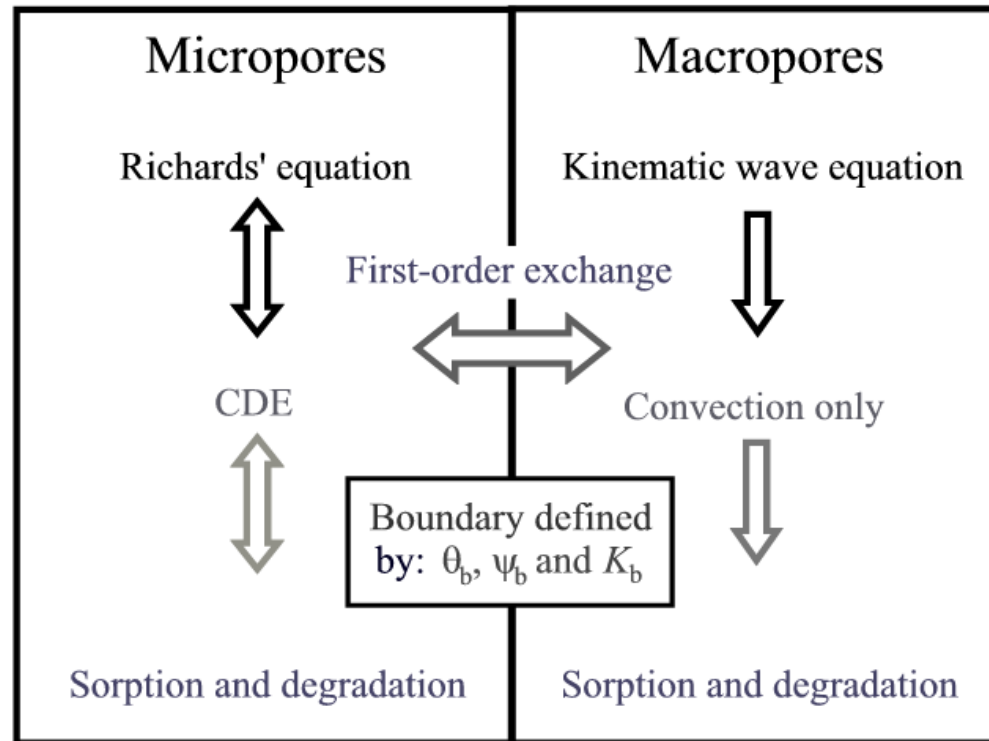 Micropores
Macropores
Richards' equation
Kinematic wave equation
First-order exchange
CDE
Convection only
Boundary defined
by: θb, ψb and Kb
Sorption and degradation
Sorption and degradation